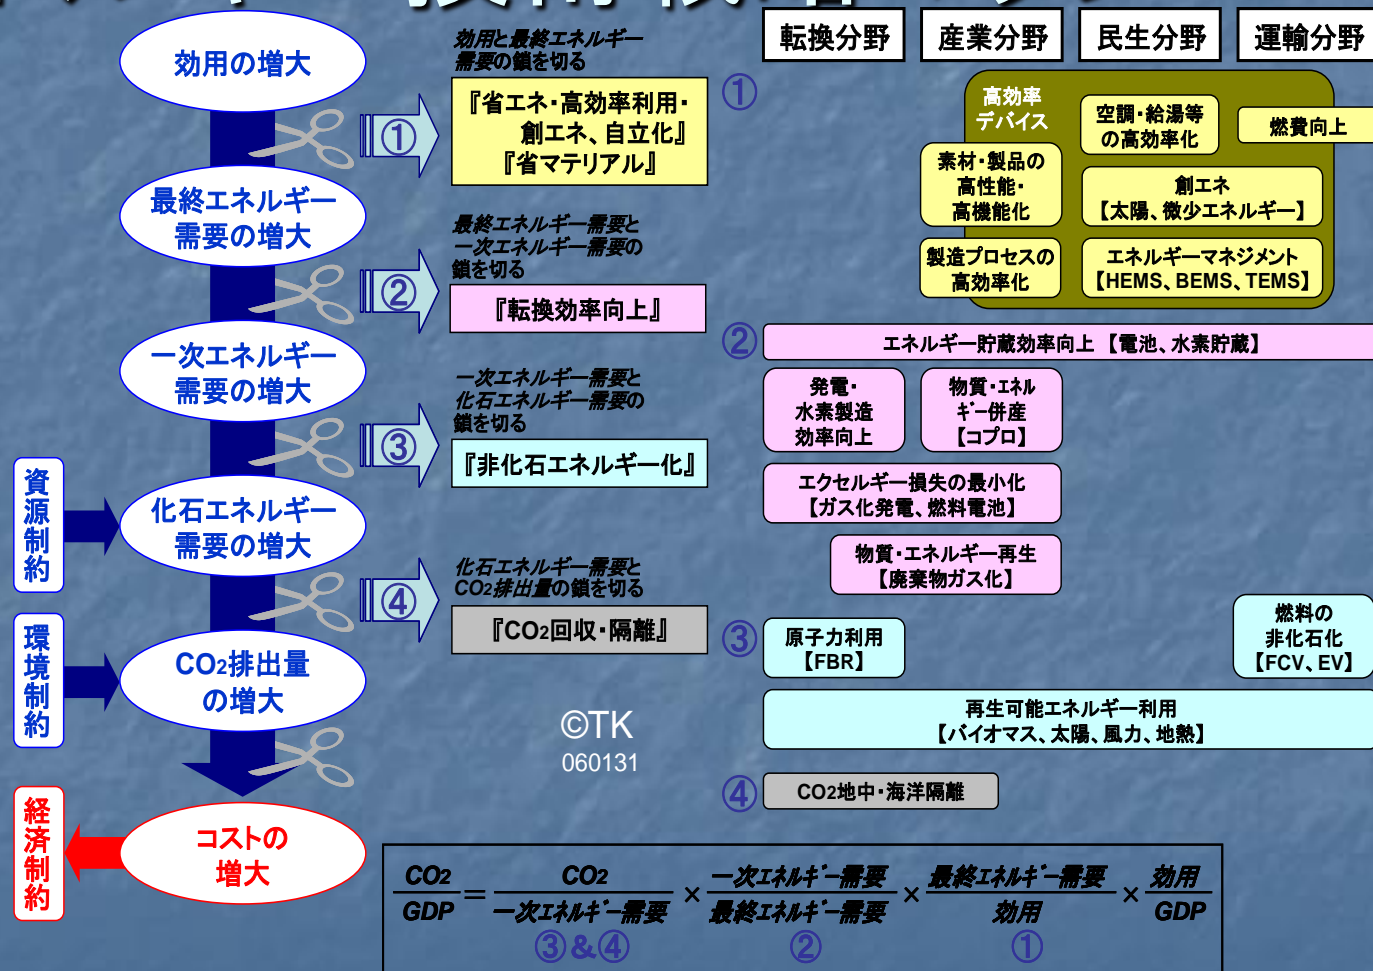 効用の増大
最終エネルギー
需要の増大
一次エネルギー
需要の増大
化石エネルギー
需要の増大
CO2排出量
の増大
コストの
増大
資源制約
環境制約
経済制約
効用と最終エネルギー
需要の鎖を切る
①
『省エネ・高効率利用・
創エネ、自立化』
『省マテリアル』
最終エネルギー需要と
一次エネルギー需要の
鎖を切る
②
『転換効率向上』
一次エネルギー需要と
化石エネルギー需要の
鎖を切る
③
『非化石エネルギー化』
化石エネルギー需要と
CO2排出量の鎖を切る
④
『CO2回収・隔離』
©TK
060131
転換分野 産業分野 民生分野 運輸分野
①
高効率
デバイス
空調・給湯等
の高効率化
燃費向上
素材・製品の
高性能・
高機能化
創エネ
【太陽、微少エネルギー】
製造プロセスの
高効率化
エネルギーマネジメント
【HEMS、BEMS、TEMS】
②
エネルギー貯蔵効率向上 【電池、水素貯蔵】
発電・
水素製造
効率向上
物質・エネル
ギー併産
【コプロ】
エクセルギー損失の最小化
【ガス化発電、燃料電池】
物質・エネルギー再生
【廃棄物ガス化】
③
原子力利用
【FBR】
燃料の
非化石化
【FCV、EV】
再生可能エネルギー利用
【バイオマス、太陽、風力、地熱】
④
CO2地中・海洋隔離
CO2 CO2 一次エネルギー需要 最終エネルギー需要 効用
= × × ×
GDP 一次エネルギー需要 最終エネルギー需要 効用 GDP
③&④ ② ①